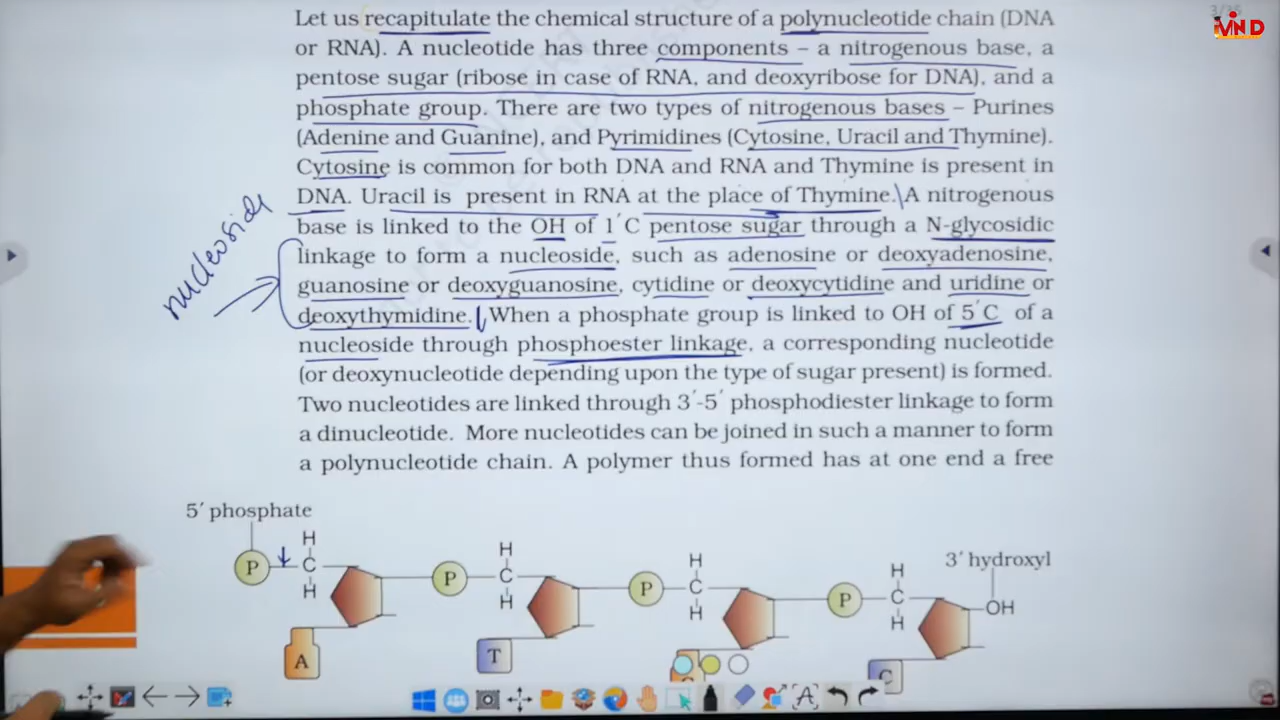 Let us recapitulate the chemical structure of a polynucleotide chain (DNA
or RNA). A nucleotide has three components – a nitrogenous base, a
pentose sugar (ribose in case of RNA, and deoxyribose for DNA), and a
phosphate group. There are two types of nitrogenous bases – Purines
(Adenine and Guanine), and Pyrimidines (Cytosine, Uracil and Thymine).
Cytosine is common for both DNA and RNA and Thymine is present in
DNA. Uracil is present in RNA at the place of Thymine. A nitrogenous
base is linked to the OH of 1′C pentose sugar through a N-glycosidic
linkage to form a nucleoside, such as adenosine or deoxyadenosine,
guanosine or deoxyguanosine, cytidine or deoxycytidine and uridine or
deoxythymidine. When a phosphate group is linked to OH of 5′C of a
nucleoside through phosphoester linkage, a corresponding nucleotide
(or deoxynucleotide depending upon the type of sugar present) is formed.
Two nucleotides are linked through 3′-5′ phosphodiester linkage to form
a dinucleotide. More nucleotides can be joined in such a manner to form
a polynucleotide chain. A polymer thus formed has at one end a free
nucleoside
5′ phosphate
3′ hydroxyl
H H H H
P C P C P C P C OH
H H H H
A T C
MIND